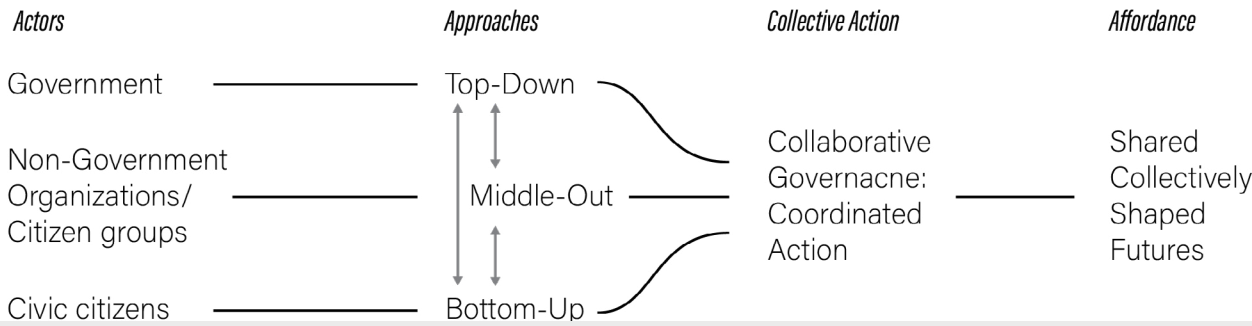 Actors Approaches Collective Action Affordance
Government Top-Down
Non-Government
Organizations/
Citizen groups
Middle-Out
Civic citizens Bottom-Up
Collaborative
Governacne:
Coordinated
Action
Shared
Collectively
Shaped
Futures